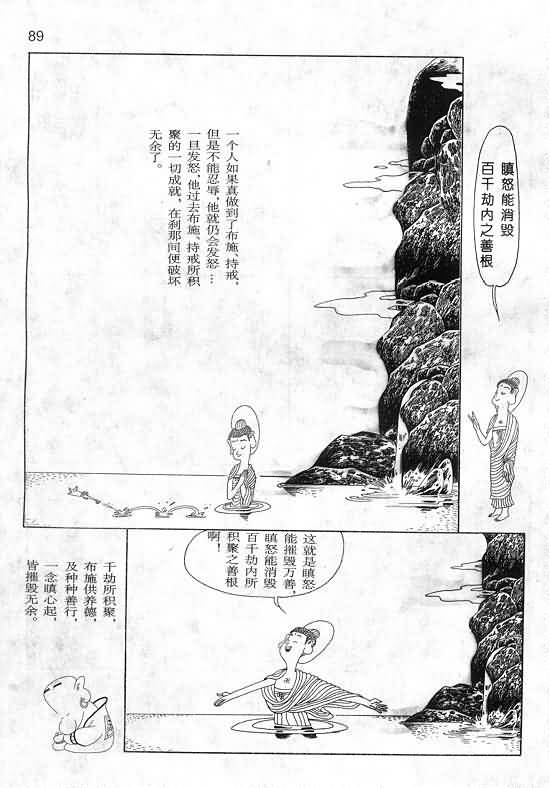 89
瞋怒能消毁
百千劫内之善根
一个人如果真做到了布施、持戒，
但是不能忍辱，他就仍会发怒…
一旦发怒，他过去布施、持戒所积
聚的一切成就，在刹那间便破坏
无余了。
这就是瞋怒
能摧毁万善，
瞋怒能消毁
百千劫内所
积聚之善根
啊！
千劫所积聚，
布施供养德，
及种种善行，
一念瞋心起，
皆摧毁无余。